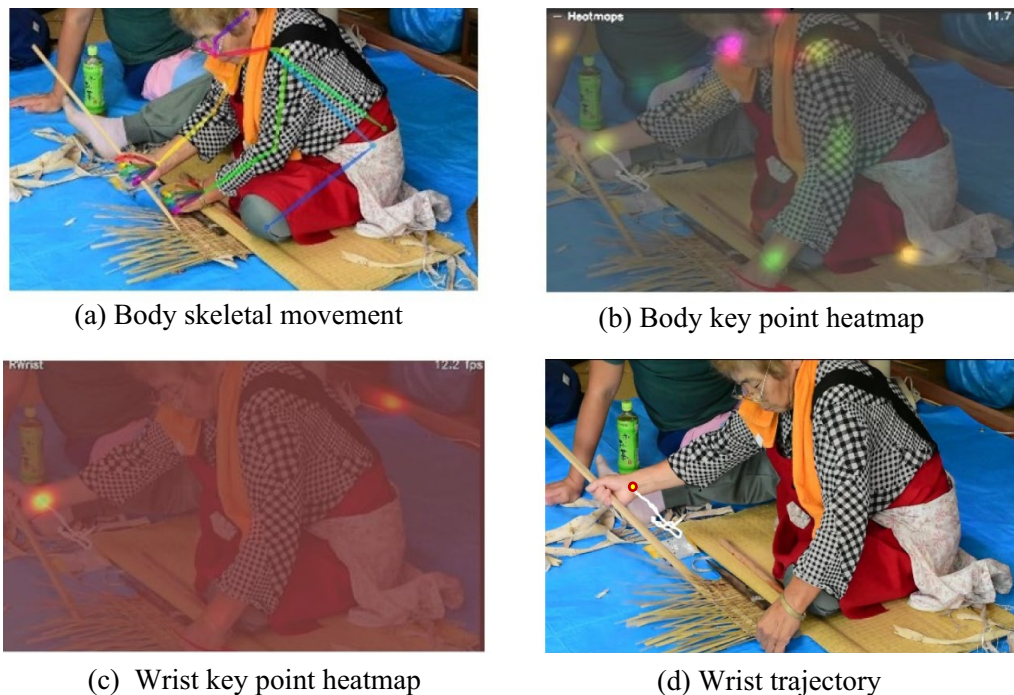 − Heatmaps
11.7
(a) Body skeletal movement
(b) Body key point heatmap
RWrist
12.2 fps
(c) Wrist key point heatmap
(d) Wrist trajectory